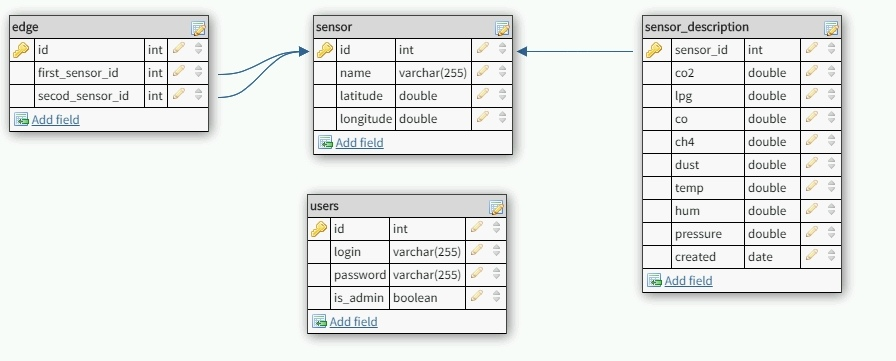 edge
id int
first_sensor_id int
secod_sensor_id int
Add field
sensor
id int
name varchar(255)
latitude double
longitude double
Add field
sensor_description
sensor_id int
co2 double
lpg double
co double
ch4 double
dust double
temp double
hum double
pressure double
created date
Add field
users
id int
login varchar(255)
password varchar(255)
is_admin boolean
Add field